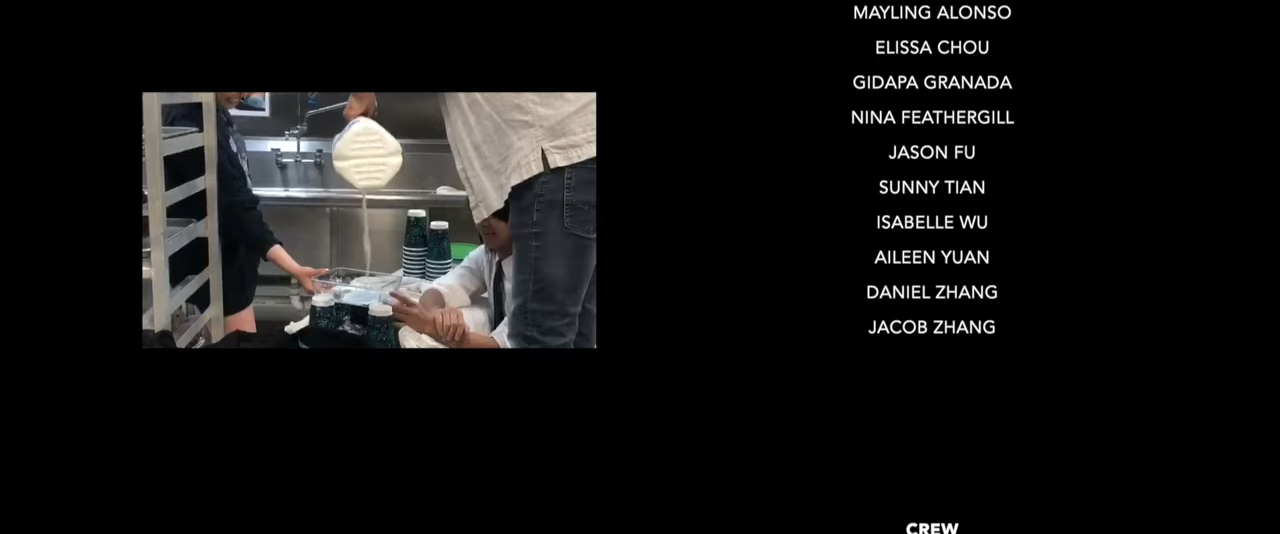 MAYLING ALONSO
ELISSA CHOU
GIDAPA GRANADA
NINA FEATHERGILL
JASON FU
SUNNY TIAN
ISABELLE WU
AILEEN YUAN
DANIEL ZHANG
JACOB ZHANG
CREW